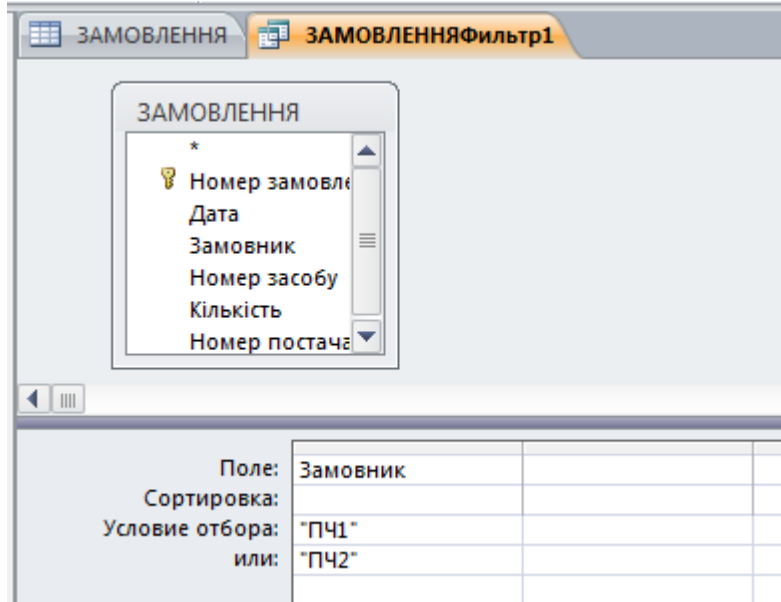 ЗАМОВЛЕННЯ ЗАМОВЛЕННЯФильтр1
ЗАМОВЛЕННЯ
*
Номер замовле
Дата
Замовник
Номер засобу
Кількість
Номер постача
Поле: Замовник
Сортировка:
Условие отбора: "ПЧ1"
или: "ПЧ2"